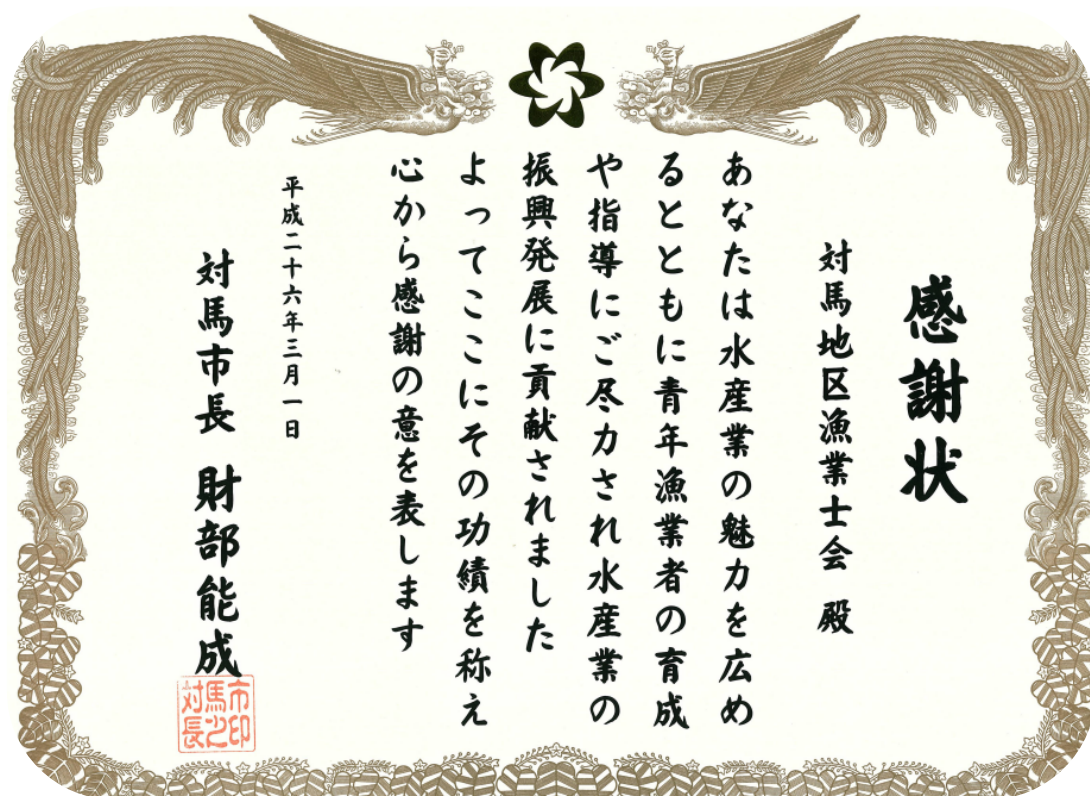 感謝状
対馬地区漁業士会 殿
あなたは水産業の魅力を広め
るとともに青年漁業者の育成
や指導にご尽力され水産業の
振興発展に貢献されました
よってここにその功績を称え
心から感謝の意を表します
平成二十六年三月一日
対馬市長 財部能成
市印
馬之
対長